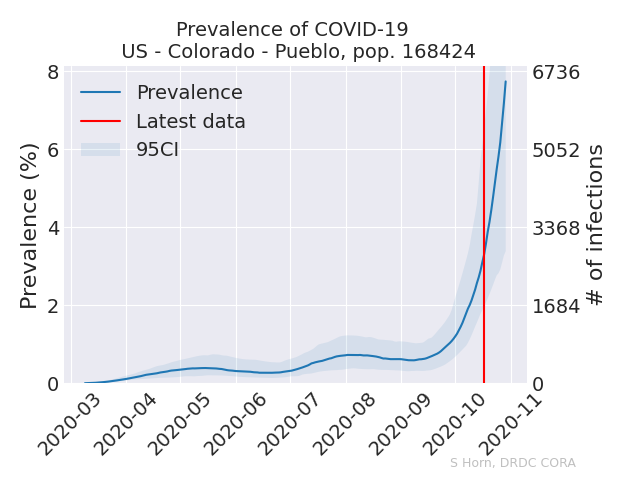 Prevalence of COVID-19
US - Colorado - Pueblo, pop. 168424
Prevalence
Latest data
95CI
Prevalence (%)
8
6
4
2
0
6736
5052
3368
1684
0
# of infections
2020-03
2020-04
2020-05
2020-06
2020-07
2020-08
2020-09
2020-10
2020-11
S Horn, DRDC CORA